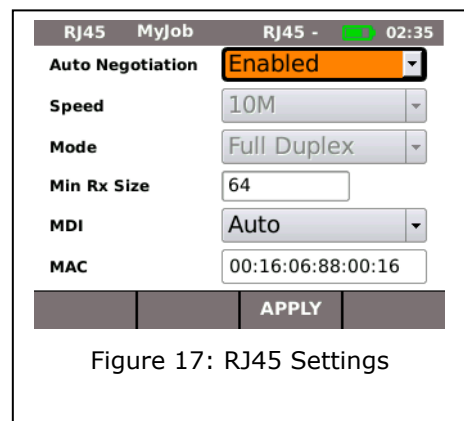 RJ45 MyJob RJ45 - 02:35
Auto Negotiation Enabled
Speed 10M
Mode Full Duplex
Min Rx Size 64
MDI Auto
MAC 00:16:06:88:00:16
APPLY
Figure 17: RJ45 Settings